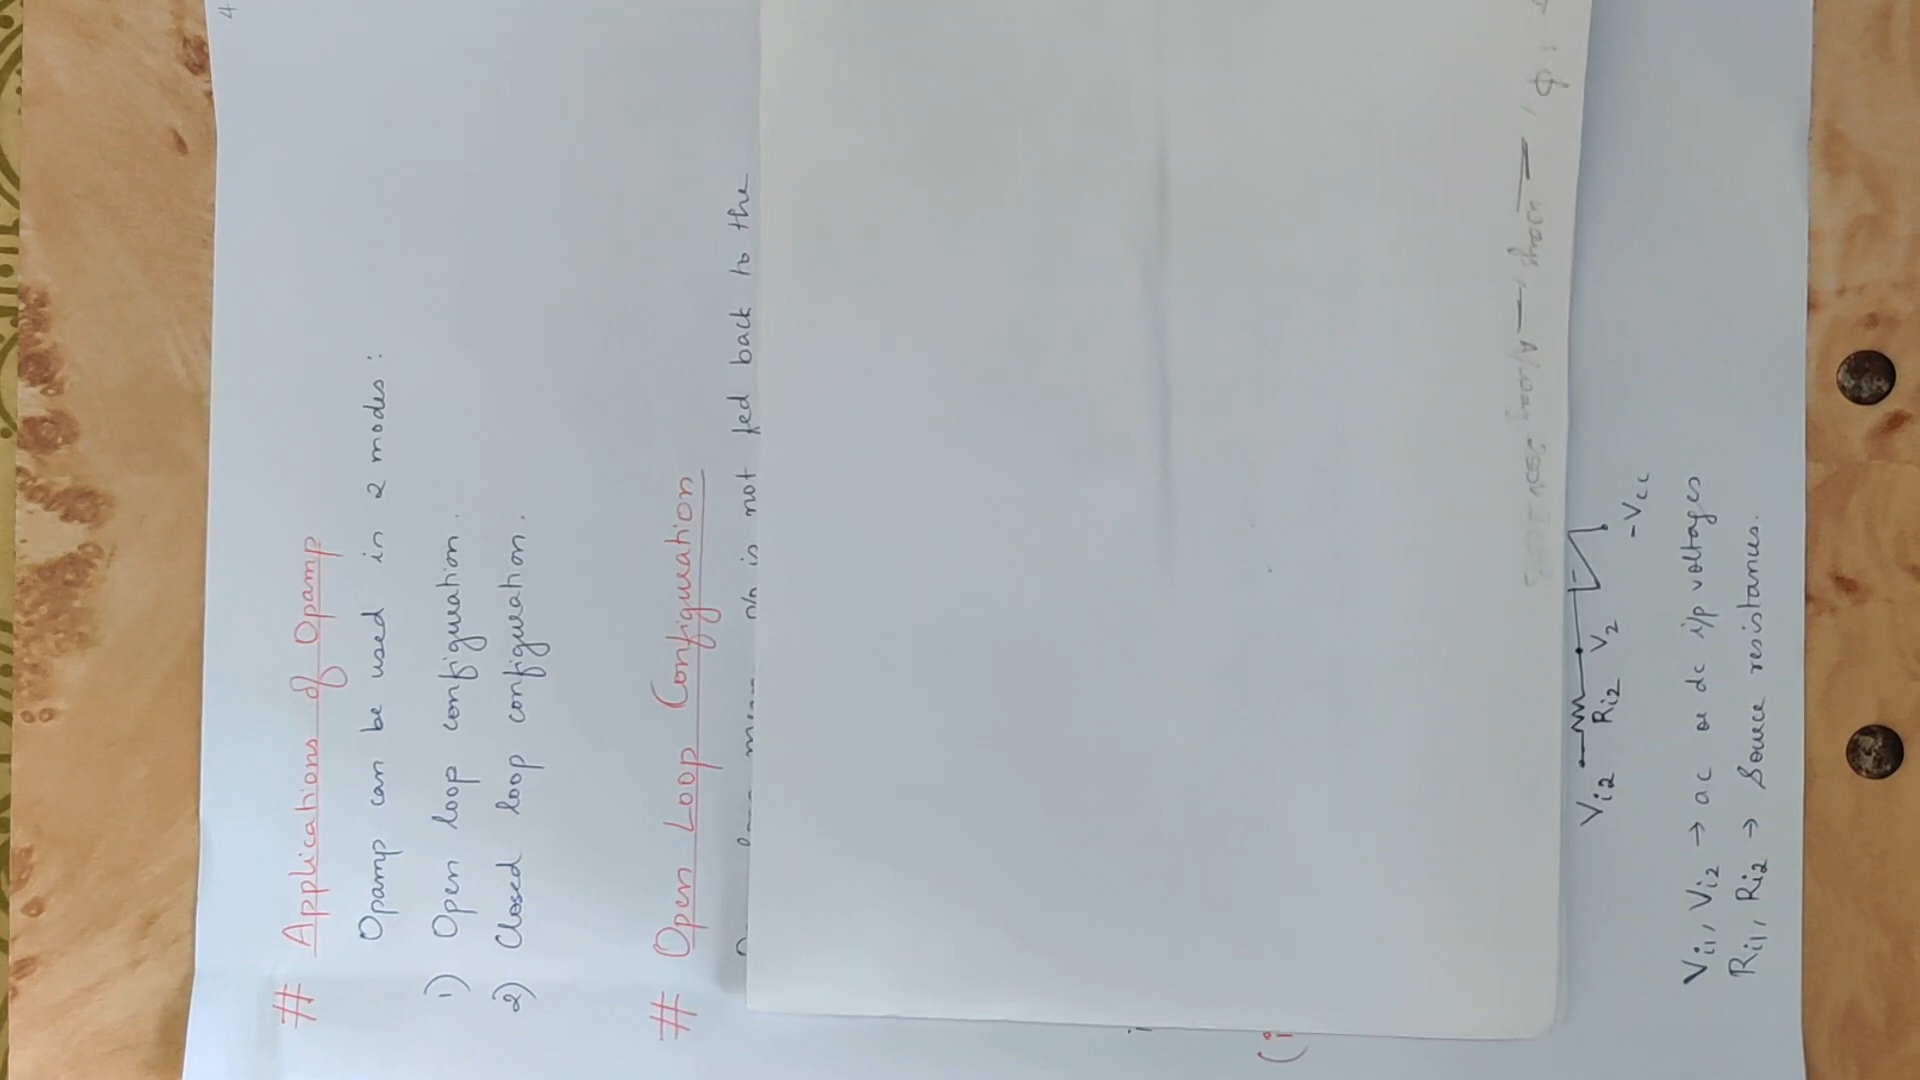 4
# Applications of Opamp
Opamp can be used in 2 modes :
1) Open loop configuration.
2) Closed loop configuration.
# Open Loop Configuration
o/p is not fed back to the
(i
Vi2 Ri2 V2 -Vcc
Vi1, Vi2 → ac or dc i/p voltages
Ri1, Ri2 → Source resistances.